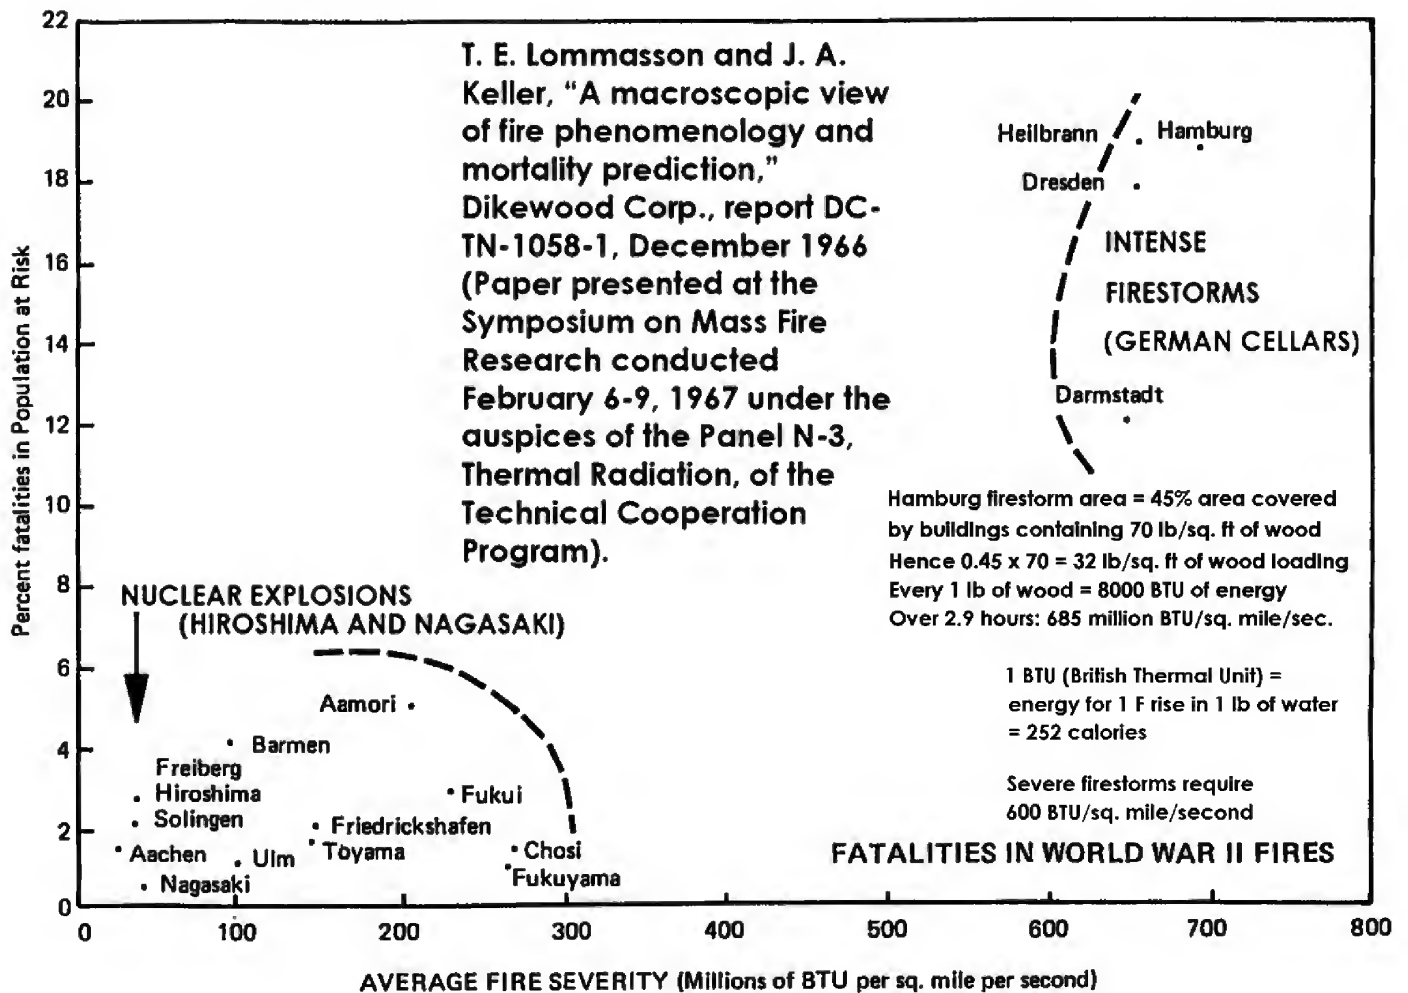 22
20
18
16
14
12
10
8
6
4
2
0
Percent fatalities in Population at Risk
T. E. Lommasson and J. A.
Keller, “A macroscopic view
of fire phenomenology and
mortality prediction,”
Dikewood Corp., report DC-
TN-1058-1, December 1966
(Paper presented at the
Symposium on Mass Fire
Research conducted
February 6-9, 1967 under the
auspices of the Panel N-3,
Thermal Radiation, of the
Technical Cooperation
Program).
Heilbrann
Hamburg
Dresden
INTENSE
FIRESTORMS
(GERMAN CELLARS)
Darmstadt
Hamburg firestorm area = 45% area covered
by buildings containing 70 lb/sq. ft of wood
Hence 0.45 x 70 = 32 lb/sq. ft of wood loading
Every 1 lb of wood = 8000 BTU of energy
Over 2.9 hours: 685 million BTU/sq. mile/sec.
1 BTU (British Thermal Unit) =
energy for 1 F rise in 1 lb of water
= 252 calories
Severe firestorms require
600 BTU/sq. mile/second
FATALITIES IN WORLD WAR II FIRES
NUCLEAR EXPLOSIONS
(HIROSHIMA AND NAGASAKI)
Aamori
Barmen
Freiberg
Hiroshima
Fukui
Solingen
Friedrickshafen
Aachen
Ulm
Toyama
Chosi
Nagasaki
Fukuyama
0 100 200 300 400 500 600 700 800
AVERAGE FIRE SEVERITY (Millions of BTU per sq. mile per second)